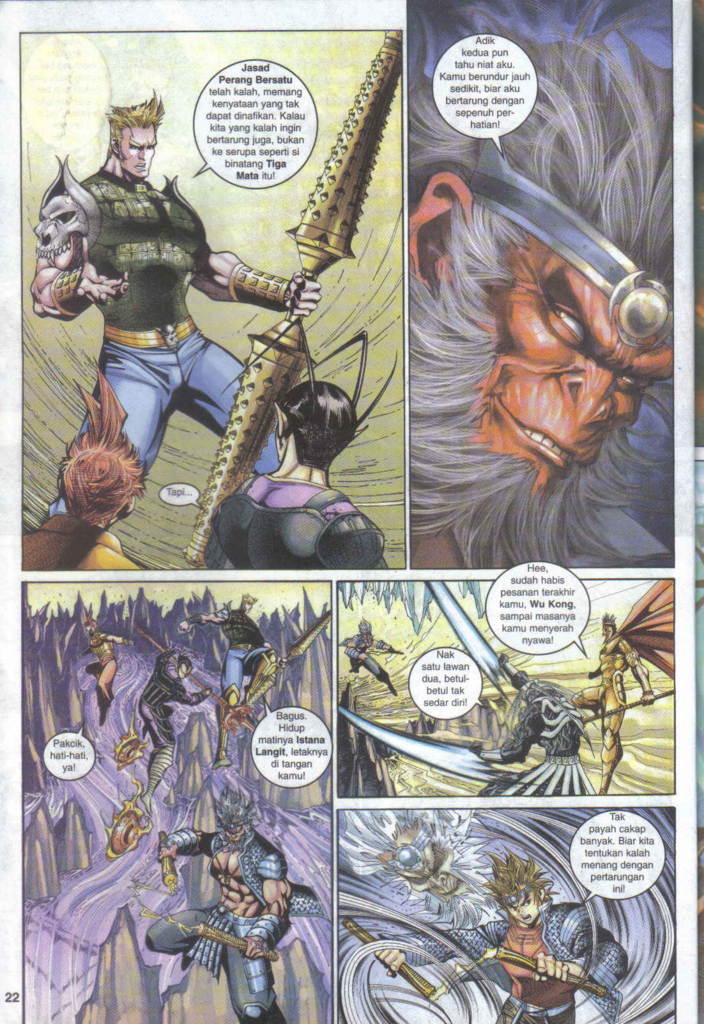 Jasad
Perang Bersatu
telah kalah, memang
kenyataan yang tak
dapat dinafikan. Kalau
kita yang kalah ingin
bertarung juga, bukan
ke serupa seperti si
binatang Tiga
Mata itu!
Tapi...
Adik
kedua pun
tahu niat aku.
Kamu berundur jauh
sedikit, biar aku
bertarung dengan
sepenuh per-
hatian!
Pakcik,
hati-hati,
ya!
Bagus.
Hidup
matinya Istana
Langit, letaknya
di tangan
kamu!
Hee,
sudah habis
pesanan terakhir
kamu, Wu Kong,
sampai masanya
kamu menyerah
nyawa!
Nak
satu lawan
dua, betul-
betul tak
sedar diri!
Tak
payah cakap
banyak. Biar kita
tentukan kalah
menang dengan
pertarungan
ini!
22